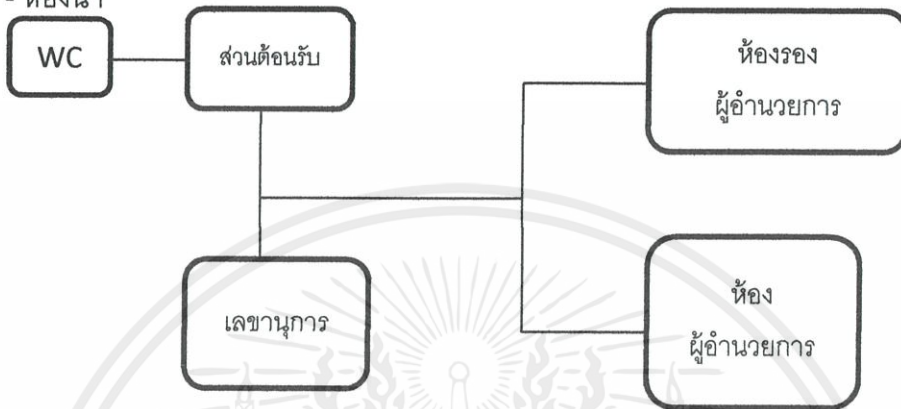 WC
ส่วนต้อนรับ
ห้องรอง
ผู้อำนวยการ
เลขานุการ
ห้อง
ผู้อำนวยการ